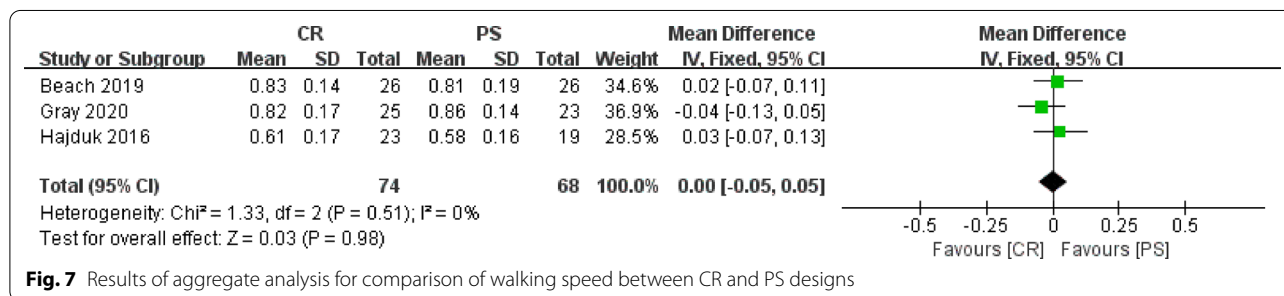 CR PS Mean Difference Mean Difference
Study or Subgroup Mean SD Total Mean SD Total Weight IV, Fixed, 95% CI IV, Fixed, 95% CI
Beach 2019 0.83 0.14 26 0.81 0.19 26 34.6% 0.02 [-0.07, 0.11]
Gray 2020 0.82 0.17 25 0.86 0.14 23 36.9% -0.04 [-0.13, 0.05]
Hajduk 2016 0.61 0.17 23 0.58 0.16 19 28.5% 0.03 [-0.07, 0.13]
Total (95% CI) 74 68 100.0% 0.00 [-0.05, 0.05]
Heterogeneity: Chi² = 1.33, df = 2 (P = 0.51); I² = 0%
Test for overall effect: Z = 0.03 (P = 0.98)
-0.5 -0.25 0 0.25 0.5
Favours [CR] Favours [PS]
Fig. 7 Results of aggregate analysis for comparison of walking speed between CR and PS designs